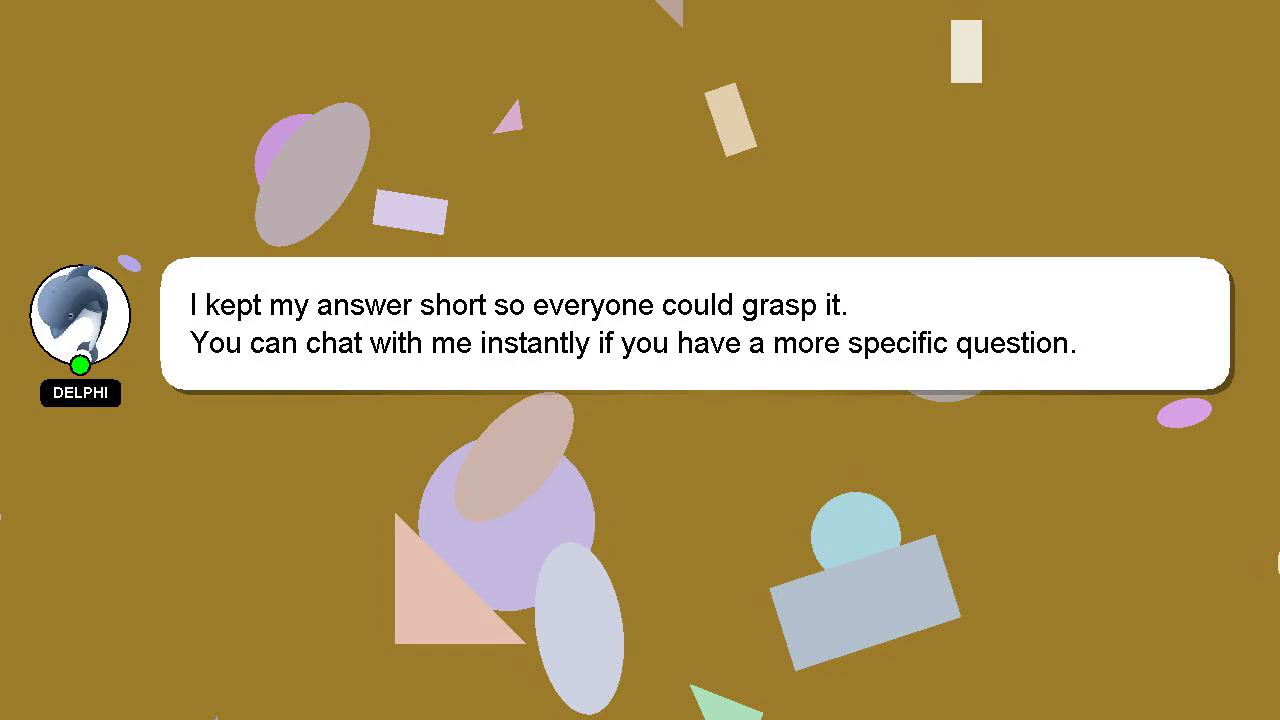 I kept my answer short so everyone could grasp it.
You can chat with me instantly if you have a more specific question.
DELPHI